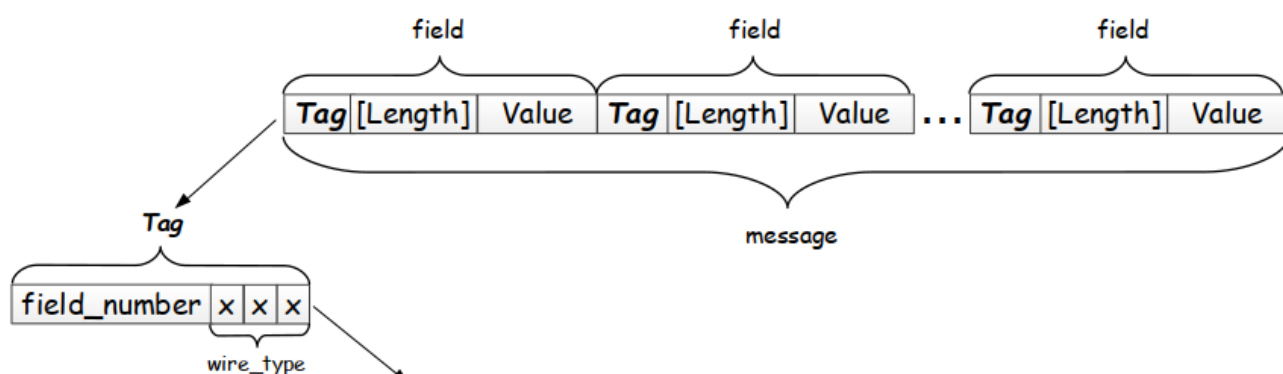 field field field
Tag [Length] Value Tag [Length] Value ... Tag [Length] Value
message
Tag
field_number x x x
wire_type